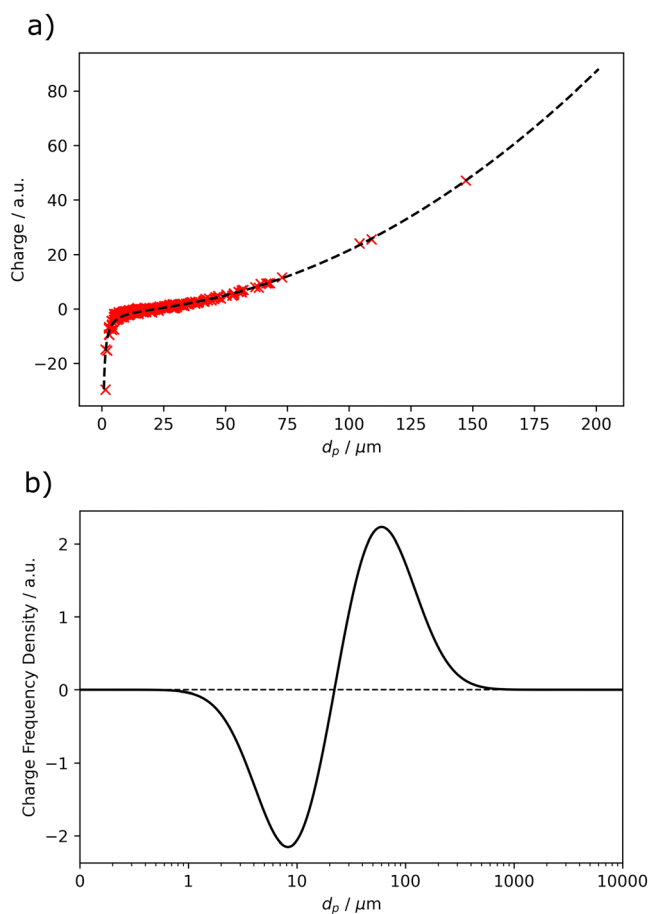 a)
80
60
40
20
0
−20
Charge / a.u.
0 25 50 75 100 125 150 175 200
d_p / μm
b)
2
1
0
−1
−2
Charge Frequency Density / a.u.
0 1 10 100 1000 10000
d_p / μm